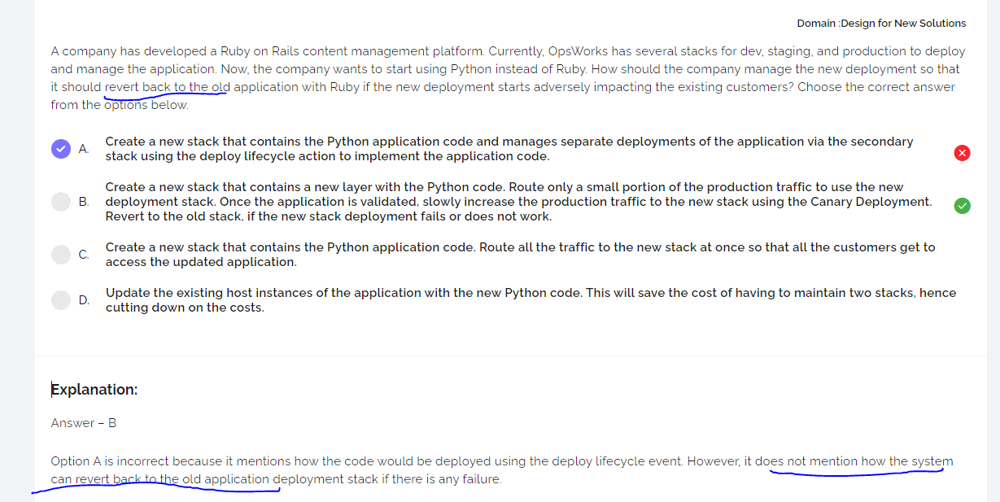 Domain :Design for New Solutions
A company has developed a Ruby on Rails content management platform. Currently, OpsWorks has several stacks for dev, staging, and production to deploy
and manage the application. Now, the company wants to start using Python instead of Ruby. How should the company manage the new deployment so that
it should revert back to the old application with Ruby if the new deployment starts adversely impacting the existing customers? Choose the correct answer
from the options below.
A. Create a new stack that contains the Python application code and manages separate deployments of the application via the secondary
stack using the deploy lifecycle action to implement the application code.
B. Create a new stack that contains a new layer with the Python code. Route only a small portion of the production traffic to use the new
deployment stack. Once the application is validated, slowly increase the production traffic to the new stack using the Canary Deployment.
Revert to the old stack, if the new stack deployment fails or does not work.
C. Create a new stack that contains the Python application code. Route all the traffic to the new stack at once so that all the customers get to
access the updated application.
D. Update the existing host instances of the application with the new Python code. This will save the cost of having to maintain two stacks, hence
cutting down on the costs.
Explanation:
Answer – B
Option A is incorrect because it mentions how the code would be deployed using the deploy lifecycle event. However, it does not mention how the system
can revert back to the old application deployment stack if there is any failure.